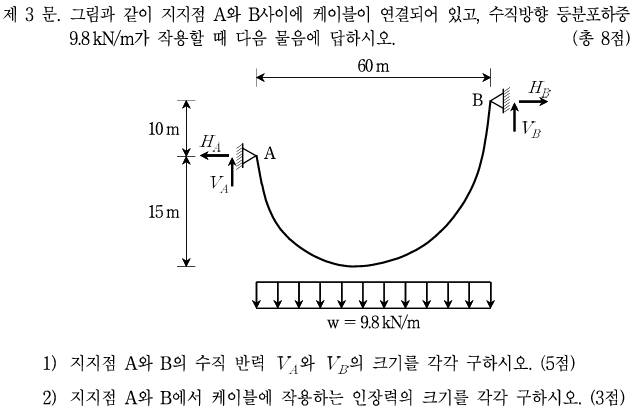 제 3 문. 그림과 같이 지지점 A와 B사이에 케이블이 연결되어 있고, 수직방향 등분포하중
9.8 kN/m가 작용할 때 다음 물음에 답하시오. (총 8점)
60 m
B
H_B
V_B
10 m
H_A
A
V_A
15 m
w = 9.8 kN/m
1) 지지점 A와 B의 수직 반력 V_A와 V_B의 크기를 각각 구하시오. (5점)
2) 지지점 A와 B에서 케이블에 작용하는 인장력의 크기를 각각 구하시오. (3점)